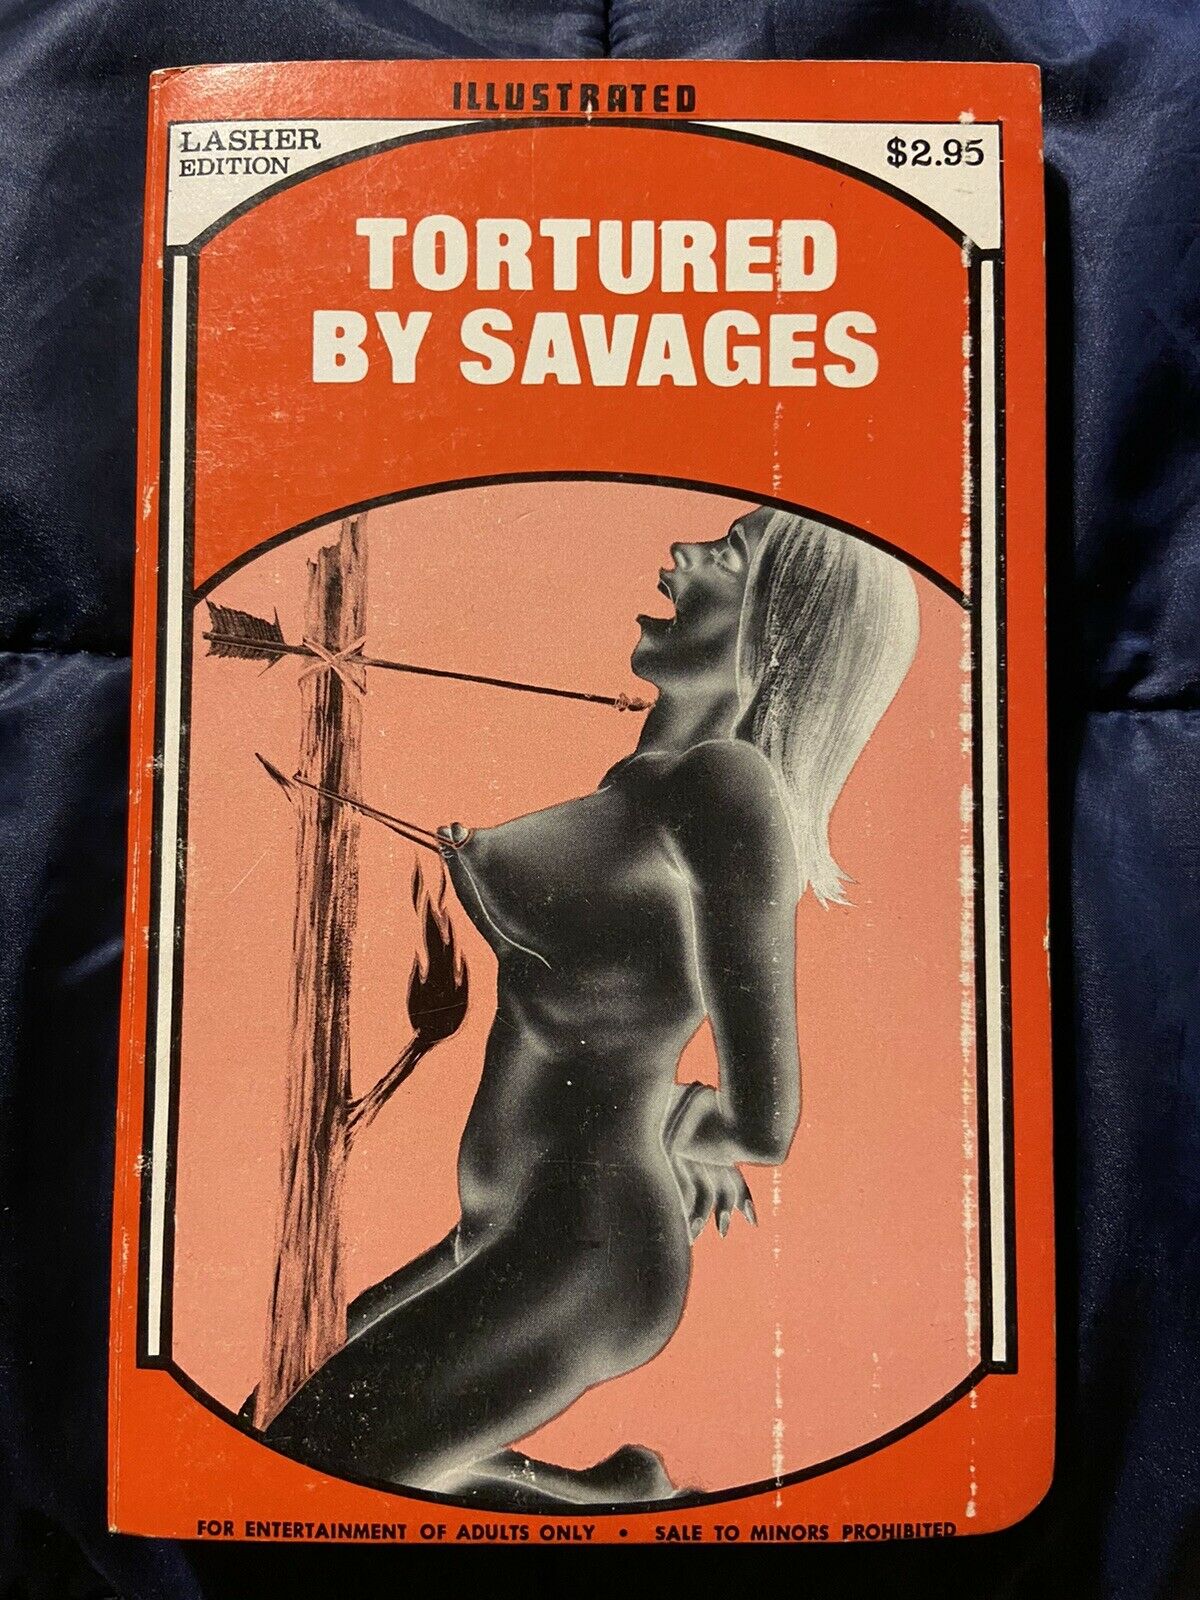 ILLUSTRATED
LASHER
EDITION
$2.95
TORTURED
BY SAVAGES
FOR ENTERTAINMENT OF ADULTS ONLY • SALE TO MINORS PROHIBITED